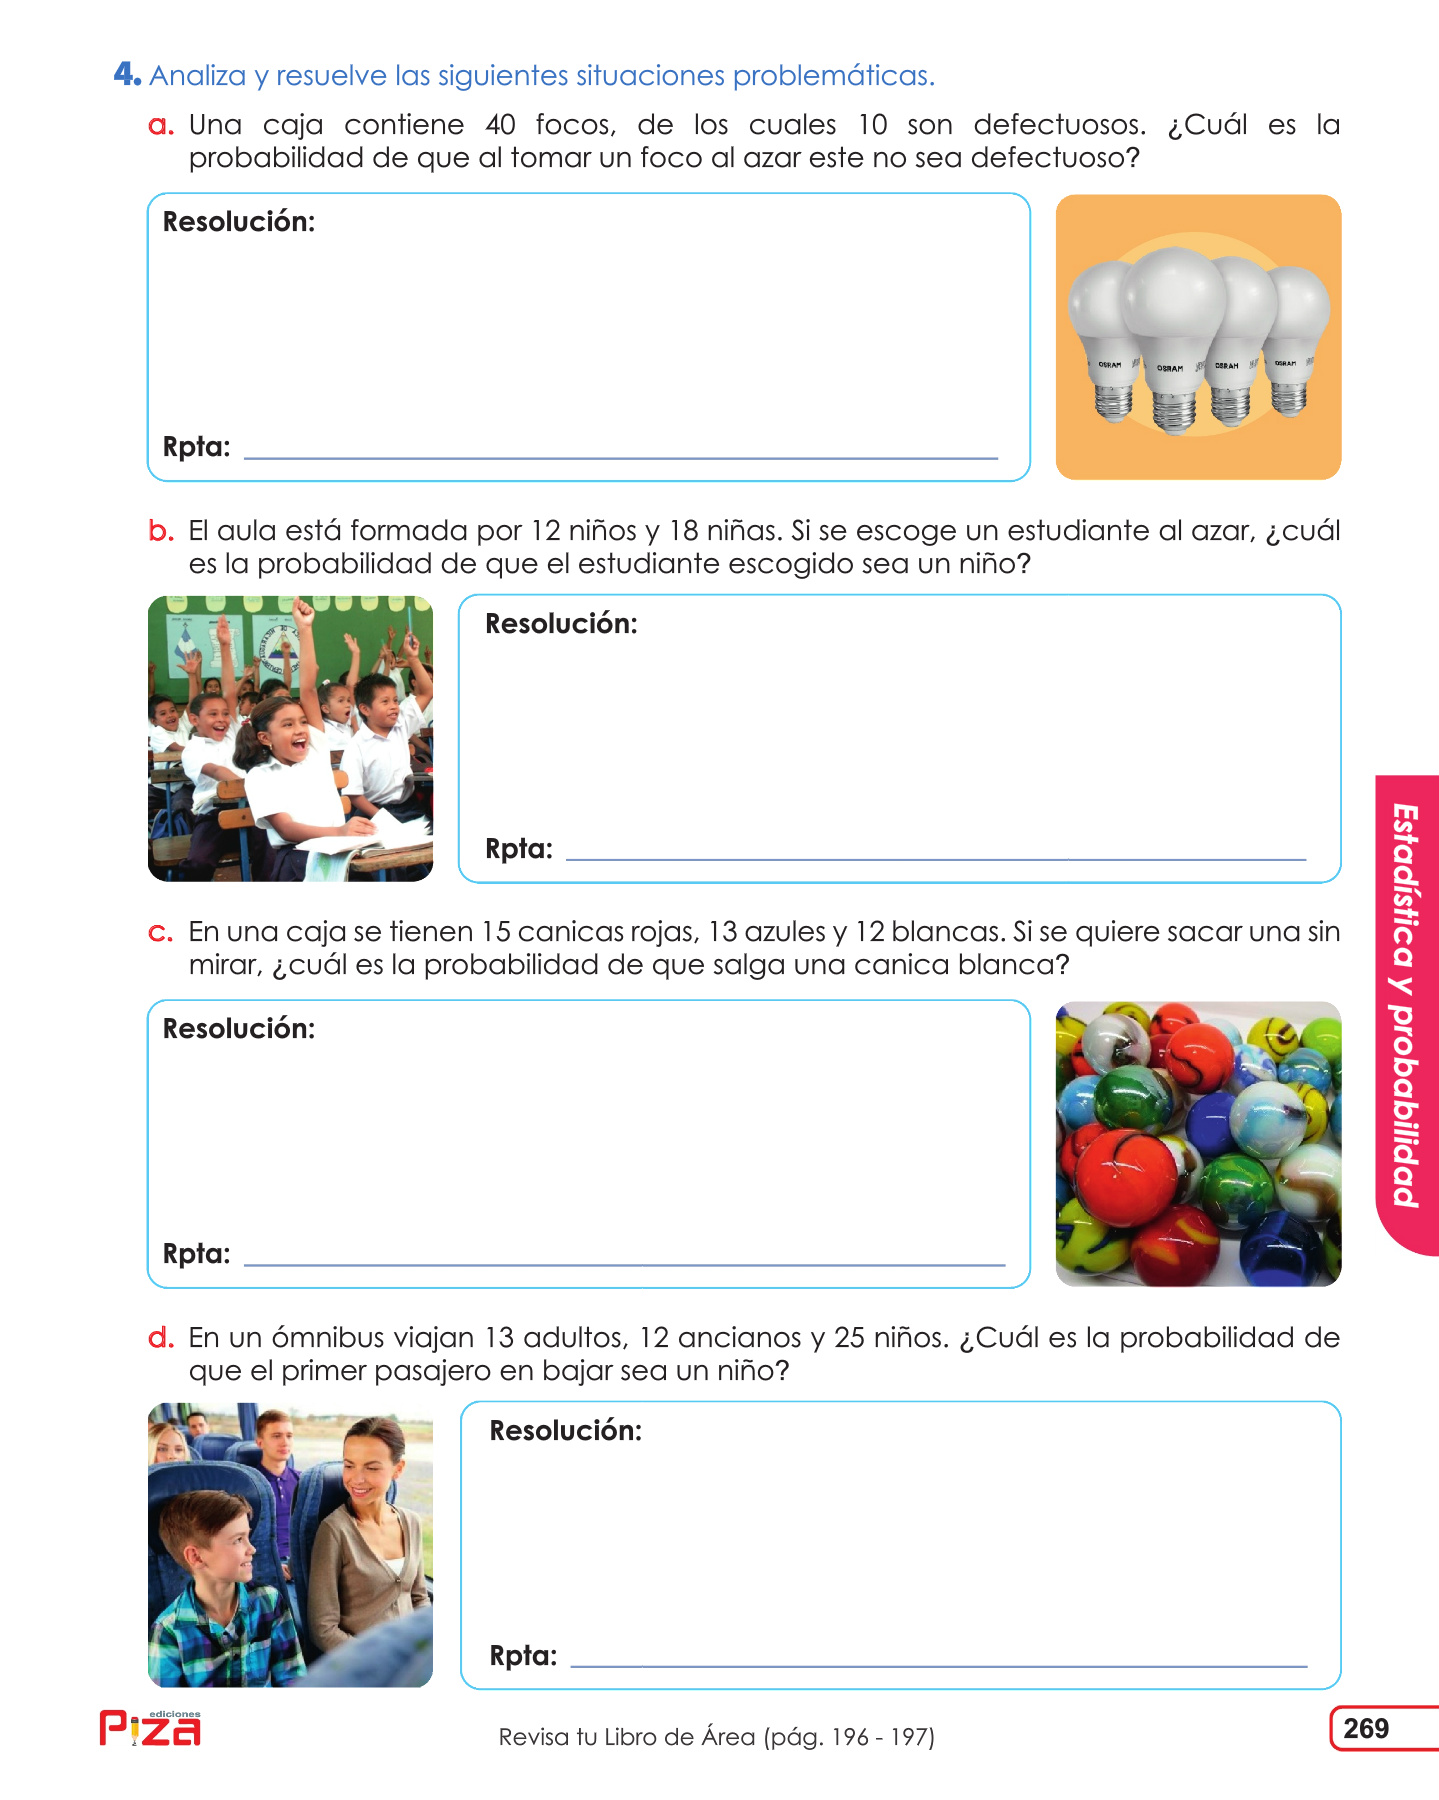 4. Analiza y resuelve las siguientes situaciones problemáticas.
a. Una caja contiene 40 focos, de los cuales 10 son defectuosos. ¿Cuál es la
probabilidad de que al tomar un foco al azar este no sea defectuoso?
Resolución:
OSRAM
OSRAM
OSRAM
OSRAM
Rpta:
b. El aula está formada por 12 niños y 18 niñas. Si se escoge un estudiante al azar, ¿cuál
es la probabilidad de que el estudiante escogido sea un niño?
Resolución:
Rpta:
c. En una caja se tienen 15 canicas rojas, 13 azules y 12 blancas. Si se quiere sacar una sin
mirar, ¿cuál es la probabilidad de que salga una canica blanca?
Resolución:
Rpta:
Estadística y probabilidad
d. En un ómnibus viajan 13 adultos, 12 ancianos y 25 niños. ¿Cuál es la probabilidad de
que el primer pasajero en bajar sea un niño?
Resolución:
Rpta:
ediciones
Piza
Revisa tu Libro de Área (pág. 196 - 197)
269